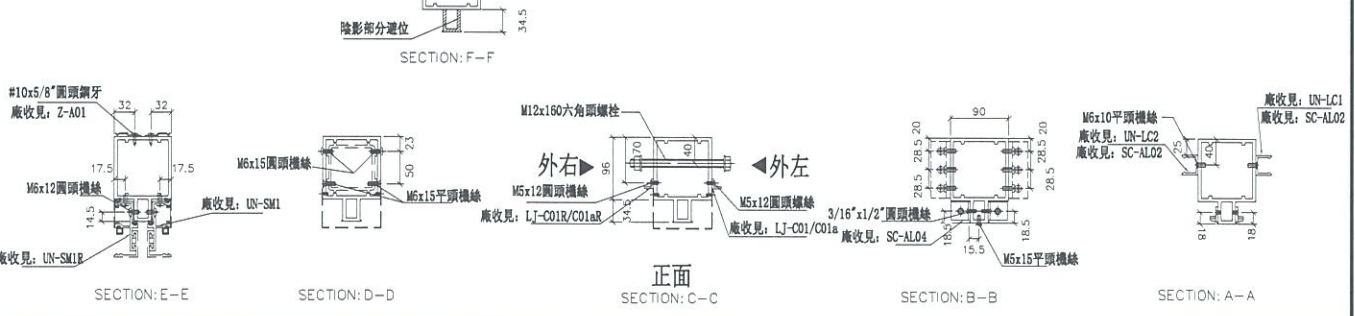 34.5
陰影部分避位
SECTION: F-F
#10x5/8"圓頭鋼牙
廠收見: Z-A01
32
32
17.5
17.5
M6x12圓頭機絲
14.5
廠收見: UN-SM1
廠收見: UN-SM1R
SECTION: E-E
23
50
M6x15圓頭機絲
M6x15平頭機絲
SECTION: D-D
M12x160六角頭螺栓
外右▶
◀外左
96
70
40
M5x12圓頭機絲
M5x12圓頭螺絲
34.5
廠收見: LJ-C01R/C01aR
廠收見: LJ-C01/C01a
正面
SECTION: C-C
90
20
20
28.5
28.5
28.5
28.5
3/16"x1/2"圓頭機絲
廠收見: SC-AL04
18.5
18.5
15.5
M5x15平頭機絲
SECTION: B-B
廠收見: UN-LC1
廠收見: SC-AL02
M6x10平頭機絲
廠收見: UN-LC2
廠收見: SC-AL02
25
40
18
18
SECTION: A-A